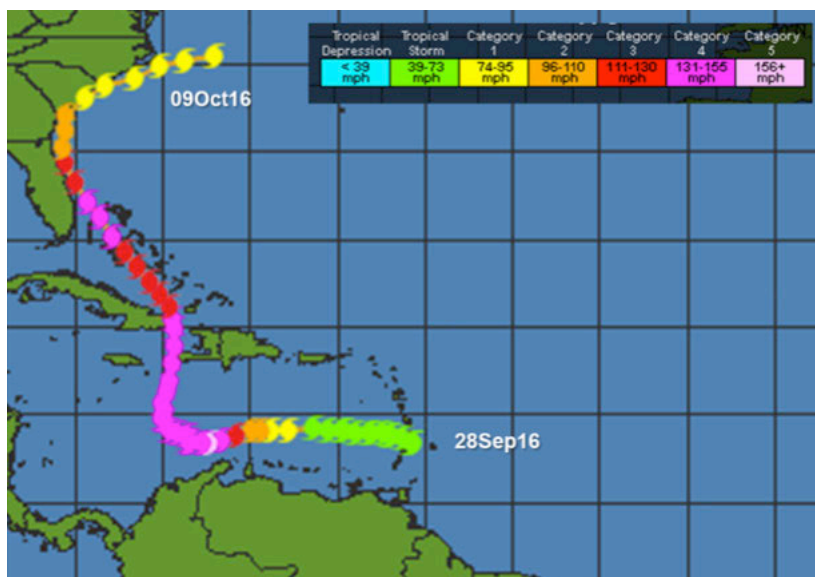 Tropical Depression Tropical Storm Category 1 Category 2 Category 3 Category 4 Category 5
< 39 mph 39-73 mph 74-95 mph 96-110 mph 111-130 mph 131-155 mph 156+ mph
09Oct16
28Sep16